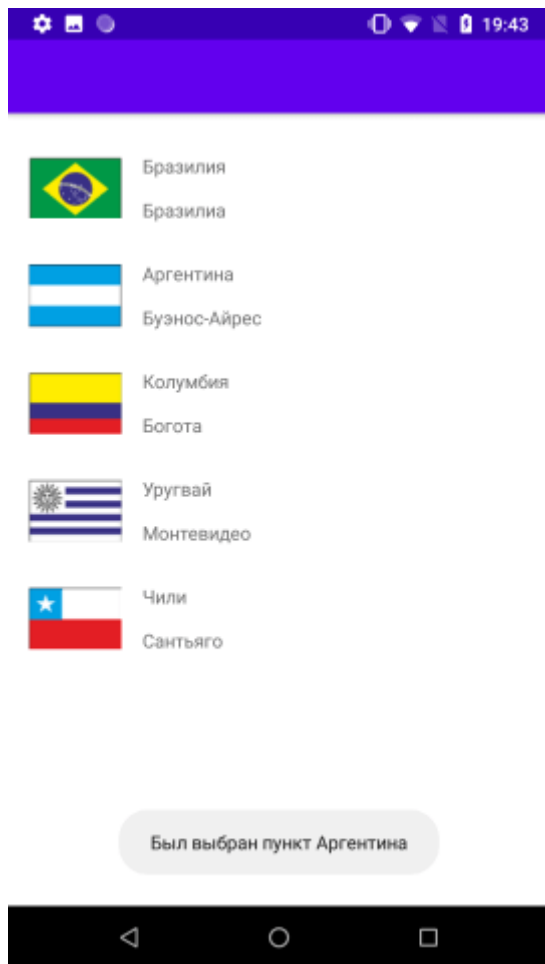 19:43
Бразилия
Бразилиа
Аргентина
Буэнос-Айрес
Колумбия
Богота
Уругвай
Монтевидео
Чили
Сантьяго
Был выбран пункт Аргентина